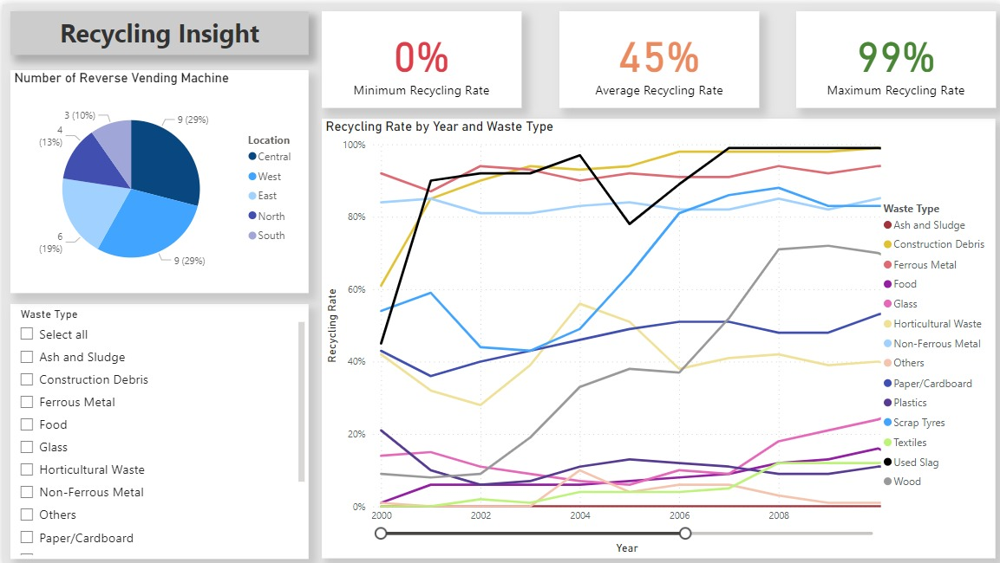 Recycling Insight
0%
Minimum Recycling Rate
45%
Average Recycling Rate
99%
Maximum Recycling Rate
Number of Reverse Vending Machine
3 (10%)
9 (29%)
4
(13%)
6
(19%)
9 (29%)
Location
Central
West
East
North
South
Waste Type
Select all
Ash and Sludge
Construction Debris
Ferrous Metal
Food
Glass
Horticultural Waste
Non-Ferrous Metal
Others
Paper/Cardboard
Recycling Rate by Year and Waste Type
Recycling Rate
100%
80%
60%
40%
20%
0%
2000
2002
2004
2006
2008
Year
Waste Type
Ash and Sludge
Construction Debris
Ferrous Metal
Food
Glass
Horticultural Waste
Non-Ferrous Metal
Others
Paper/Cardboard
Plastics
Scrap Tyres
Textiles
Used Slag
Wood